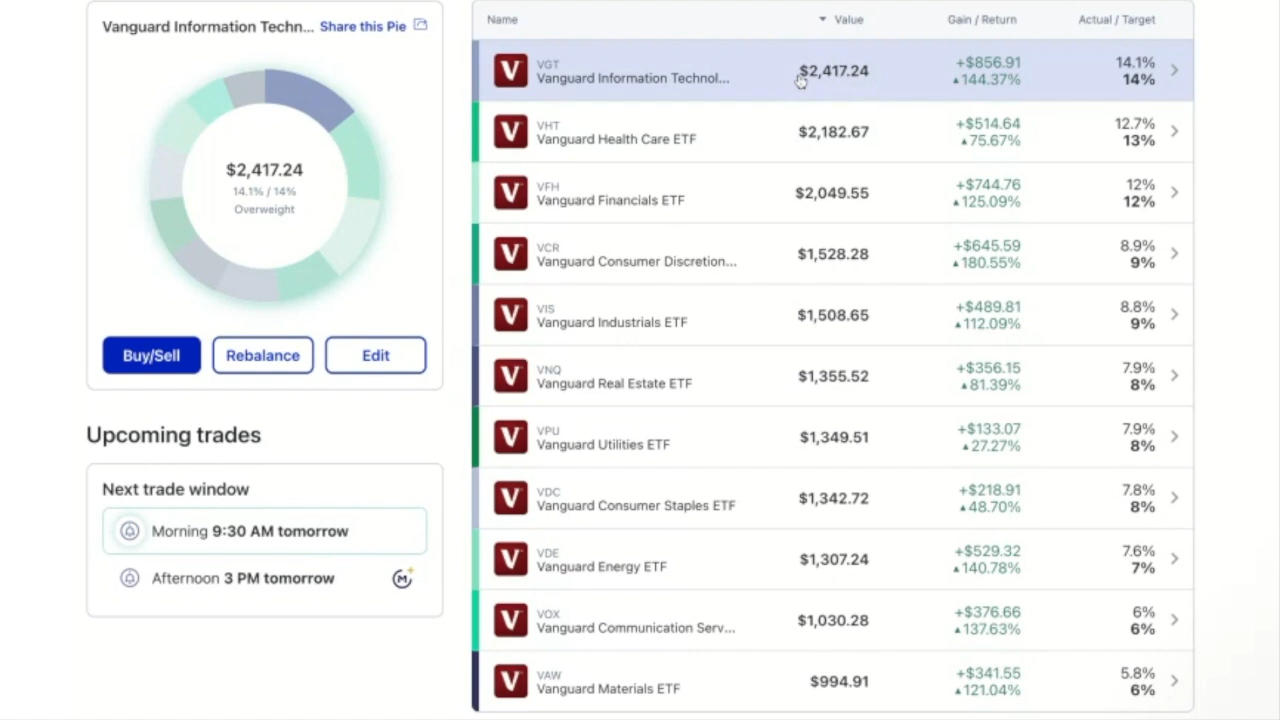 Vanguard Information Techn... Share this Pie
$2,417.24
14.1% / 14%
Overweight
Buy/Sell Rebalance Edit
Upcoming trades
Next trade window
Morning 9:30 AM tomorrow
Afternoon 3 PM tomorrow
Name Value Gain / Return Actual / Target
VGT
Vanguard Information Technol...
$2,417.24
+$856.91
▲144.37%
14.1%
14%
VHT
Vanguard Health Care ETF
$2,182.67
+$514.64
▲75.67%
12.7%
13%
VFH
Vanguard Financials ETF
$2,049.55
+$744.76
▲125.09%
12%
12%
VCR
Vanguard Consumer Discretion...
$1,528.28
+$645.59
▲180.55%
8.9%
9%
VIS
Vanguard Industrials ETF
$1,508.65
+$489.81
▲112.09%
8.8%
9%
VNQ
Vanguard Real Estate ETF
$1,355.52
+$356.15
▲81.39%
7.9%
8%
VPU
Vanguard Utilities ETF
$1,349.51
+$133.07
▲27.27%
7.9%
8%
VDC
Vanguard Consumer Staples ETF
$1,342.72
+$218.91
▲48.70%
7.8%
8%
VDE
Vanguard Energy ETF
$1,307.24
+$529.32
▲140.78%
7.6%
7%
VOX
Vanguard Communication Serv...
$1,030.28
+$376.66
▲137.63%
6%
6%
VAW
Vanguard Materials ETF
$994.91
+$341.55
▲121.04%
5.8%
6%